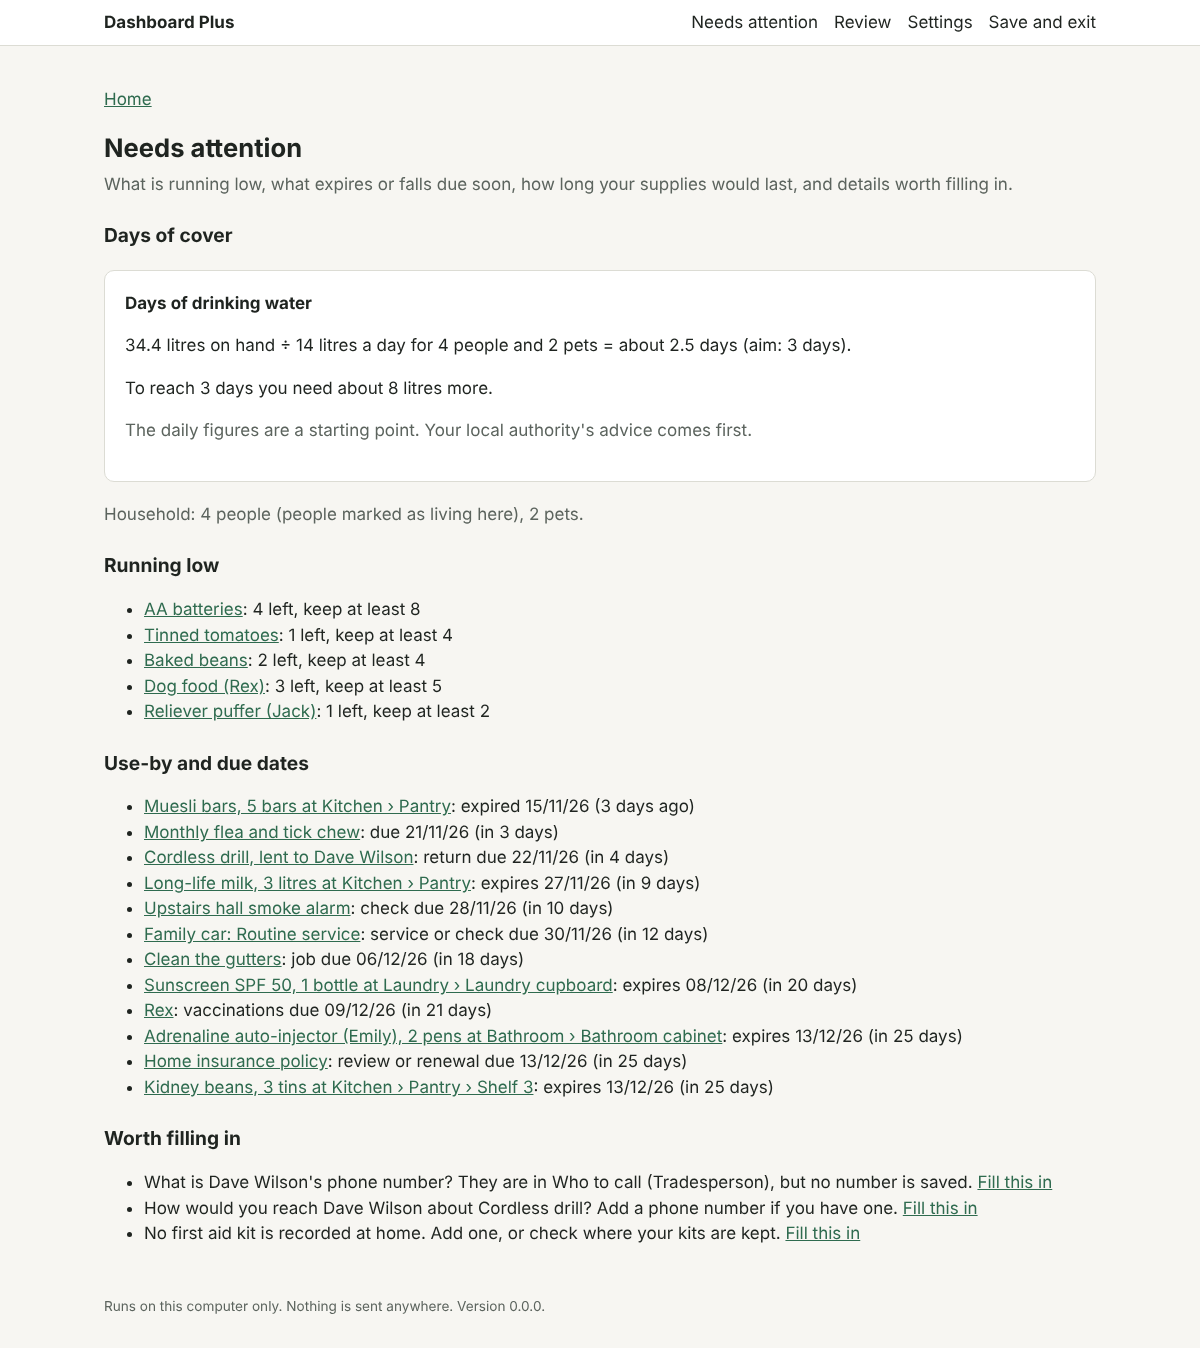 Dashboard Plus
Needs attention Review Settings Save and exit
Home
Needs attention
What is running low, what expires or falls due soon, how long your supplies would last, and details worth filling in.
Days of cover
Days of drinking water
34.4 litres on hand ÷ 14 litres a day for 4 people and 2 pets = about 2.5 days (aim: 3 days).
To reach 3 days you need about 8 litres more.
The daily figures are a starting point. Your local authority's advice comes first.
Household: 4 people (people marked as living here), 2 pets.
Running low
AA batteries: 4 left, keep at least 8
Tinned tomatoes: 1 left, keep at least 4
Baked beans: 2 left, keep at least 4
Dog food (Rex): 3 left, keep at least 5
Reliever puffer (Jack): 1 left, keep at least 2
Use-by and due dates
Muesli bars, 5 bars at Kitchen › Pantry: expired 15/11/26 (3 days ago)
Monthly flea and tick chew: due 21/11/26 (in 3 days)
Cordless drill, lent to Dave Wilson: return due 22/11/26 (in 4 days)
Long-life milk, 3 litres at Kitchen › Pantry: expires 27/11/26 (in 9 days)
Upstairs hall smoke alarm: check due 28/11/26 (in 10 days)
Family car: Routine service: service or check due 30/11/26 (in 12 days)
Clean the gutters: job due 06/12/26 (in 18 days)
Sunscreen SPF 50, 1 bottle at Laundry › Laundry cupboard: expires 08/12/26 (in 20 days)
Rex: vaccinations due 09/12/26 (in 21 days)
Adrenaline auto-injector (Emily), 2 pens at Bathroom › Bathroom cabinet: expires 13/12/26 (in 25 days)
Home insurance policy: review or renewal due 13/12/26 (in 25 days)
Kidney beans, 3 tins at Kitchen › Pantry › Shelf 3: expires 13/12/26 (in 25 days)
Worth filling in
What is Dave Wilson's phone number? They are in Who to call (Tradesperson), but no number is saved. Fill this in
How would you reach Dave Wilson about Cordless drill? Add a phone number if you have one. Fill this in
No first aid kit is recorded at home. Add one, or check where your kits are kept. Fill this in
Runs on this computer only. Nothing is sent anywhere. Version 0.0.0.